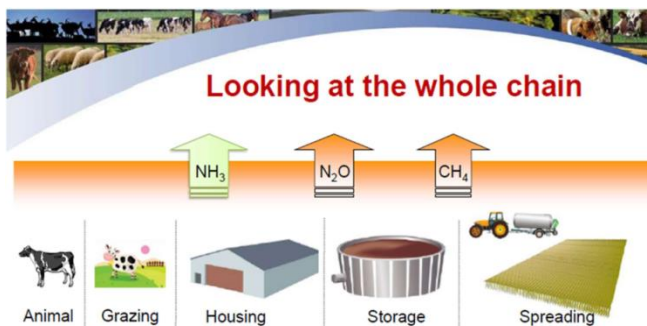 Looking at the whole chain
NH₃ N₂O CH₄
Animal Grazing Housing Storage Spreading